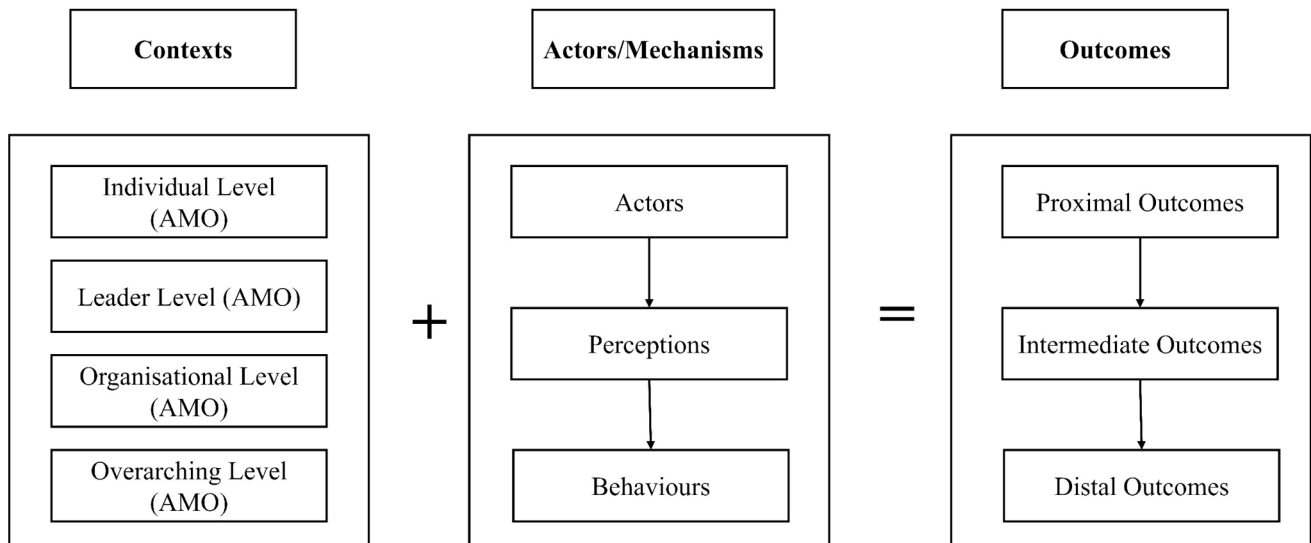 Contexts
Actors/Mechanisms
Outcomes
Individual Level
(AMO)
Leader Level (AMO)
Organisational Level
(AMO)
Overarching Level
(AMO)
+
Actors
Perceptions
Behaviours
=
Proximal Outcomes
Intermediate Outcomes
Distal Outcomes